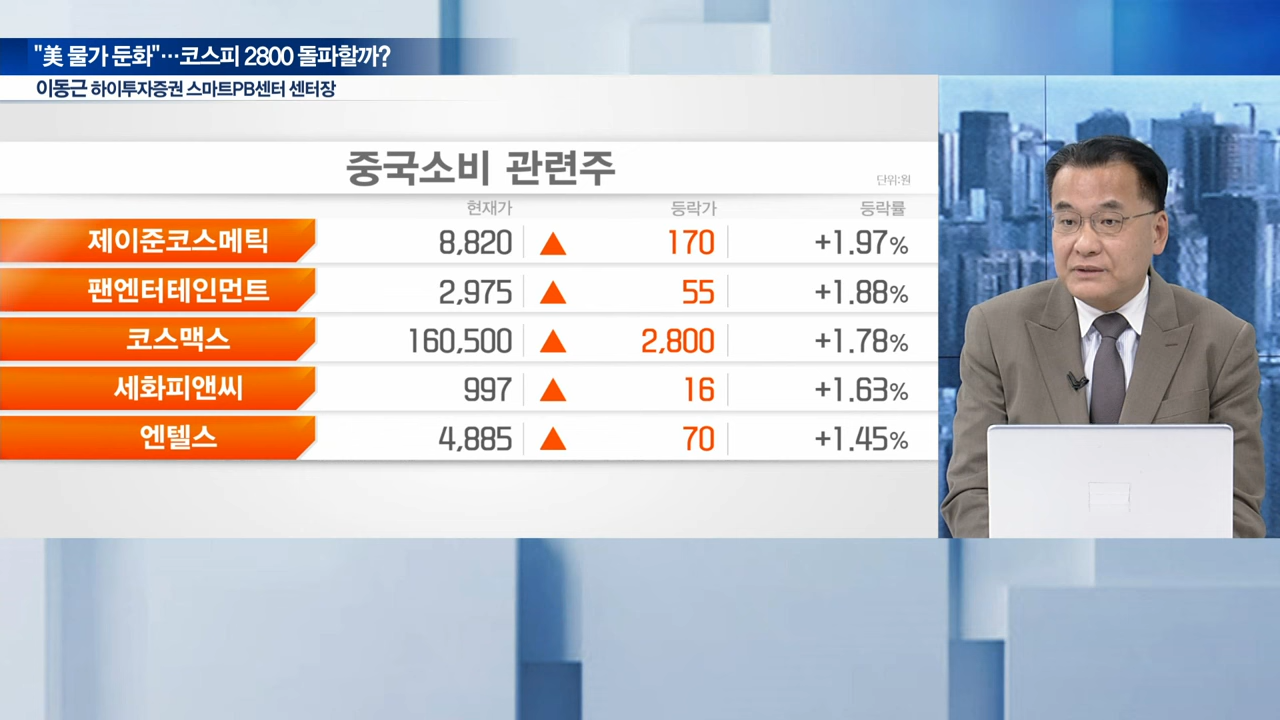 "美 물가 둔화"…코스피 2800 돌파할까?
이동근 하이투자증권 스마트PB센터 센터장
중국소비 관련주
단위:원
현재가 등락가 등락률
제이준코스메틱 8,820 ▲ 170 +1.97%
팬엔터테인먼트 2,975 ▲ 55 +1.88%
코스맥스 160,500 ▲ 2,800 +1.78%
세화피앤씨 997 ▲ 16 +1.63%
엔텔스 4,885 ▲ 70 +1.45%